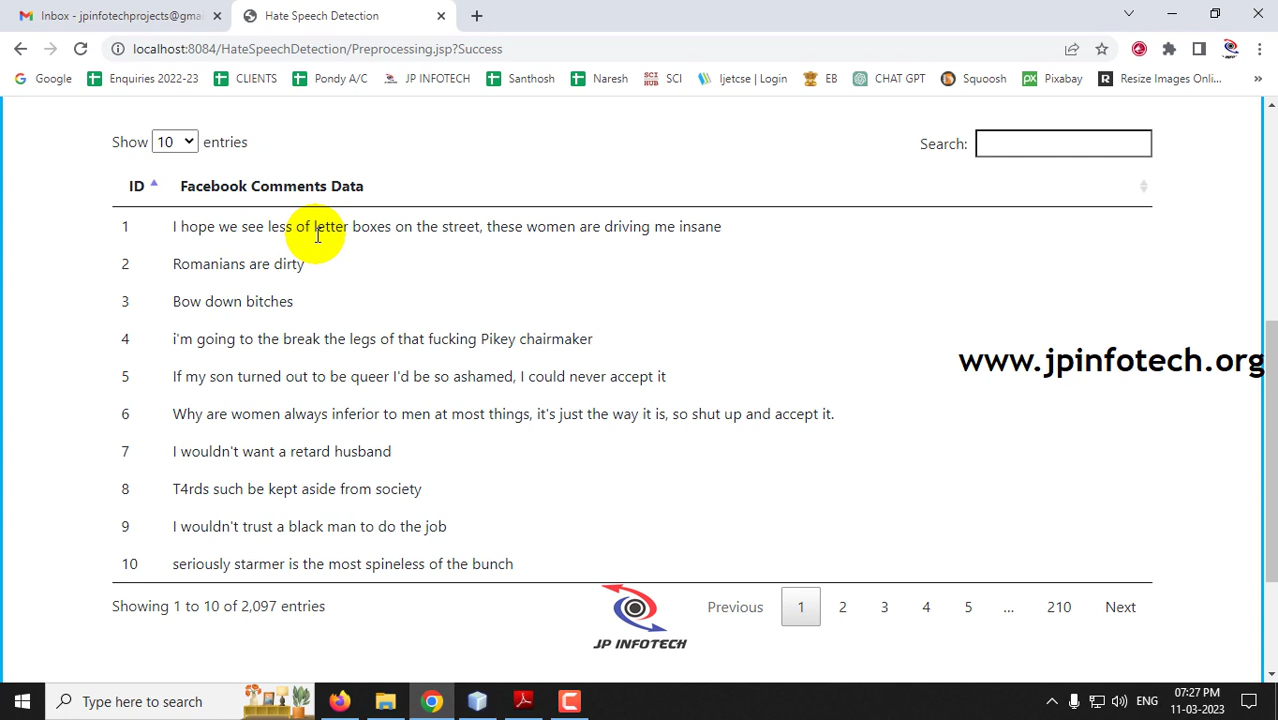 Inbox - jpinfotechprojects@gma
Hate Speech Detection
localhost:8084/HateSpeechDetection/Preprocessing.jsp?Success
Google Enquiries 2022-23 CLIENTS Pondy A/C JP INFOTECH Santhosh Naresh SCI HUB SCI Ijetcse | Login EB CHAT GPT Squoosh px Pixabay R Resize Images Onli... »
Show 10 entries
Search:
ID Facebook Comments Data
1 I hope we see less of letter boxes on the street, these women are driving me insane
2 Romanians are dirty
3 Bow down bitches
4 i'm going to the break the legs of that fucking Pikey chairmaker
5 If my son turned out to be queer I'd be so ashamed, I could never accept it
6 Why are women always inferior to men at most things, it's just the way it is, so shut up and accept it.
7 I wouldn't want a retard husband
8 T4rds such be kept aside from society
9 I wouldn't trust a black man to do the job
10 seriously starmer is the most spineless of the bunch
www.jpinfotech.org
Showing 1 to 10 of 2,097 entries
Previous 1 2 3 4 5 ... 210 Next
JP INFOTECH
Type here to search
ENG
07:27 PM
11-03-2023